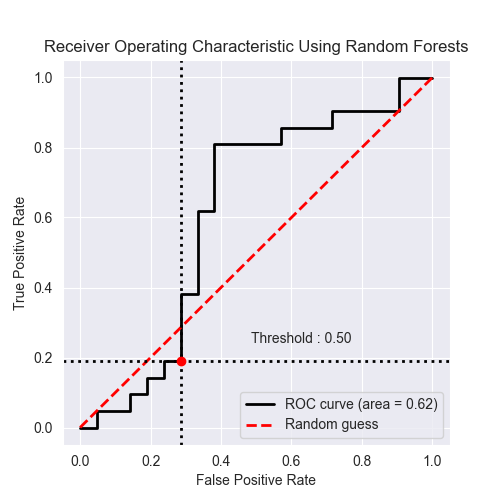 Receiver Operating Characteristic Using Random Forests
1.0
0.8
0.6
0.4
0.2
0.0
True Positive Rate
Threshold : 0.50
ROC curve (area = 0.62)
Random guess
0.0 0.2 0.4 0.6 0.8 1.0
False Positive Rate